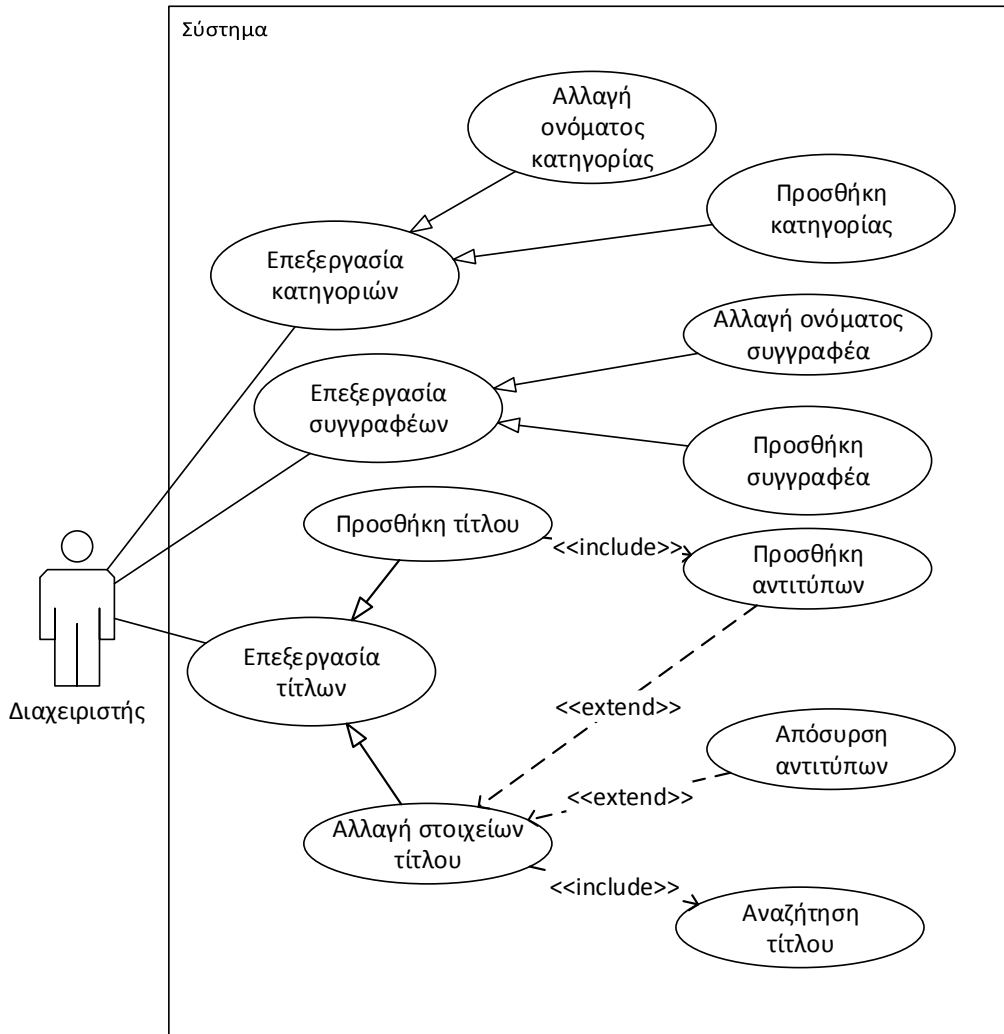 Σύστημα
Αλλαγή
ονόματος
κατηγορίας
Προσθήκη
κατηγορίας
Επεξεργασία
κατηγοριών
Αλλαγή ονόματος
συγγραφέα
Επεξεργασία
συγγραφέων
Προσθήκη
συγγραφέα
Προσθήκη τίτλου
<<include>>
Προσθήκη
αντιτύπων
Επεξεργασία
τίτλων
Διαχειριστής
<<extend>>
Απόσυρση
αντιτύπων
<<extend>>
Αλλαγή στοιχείων
τίτλου
<<include>>
Αναζήτηση
τίτλου